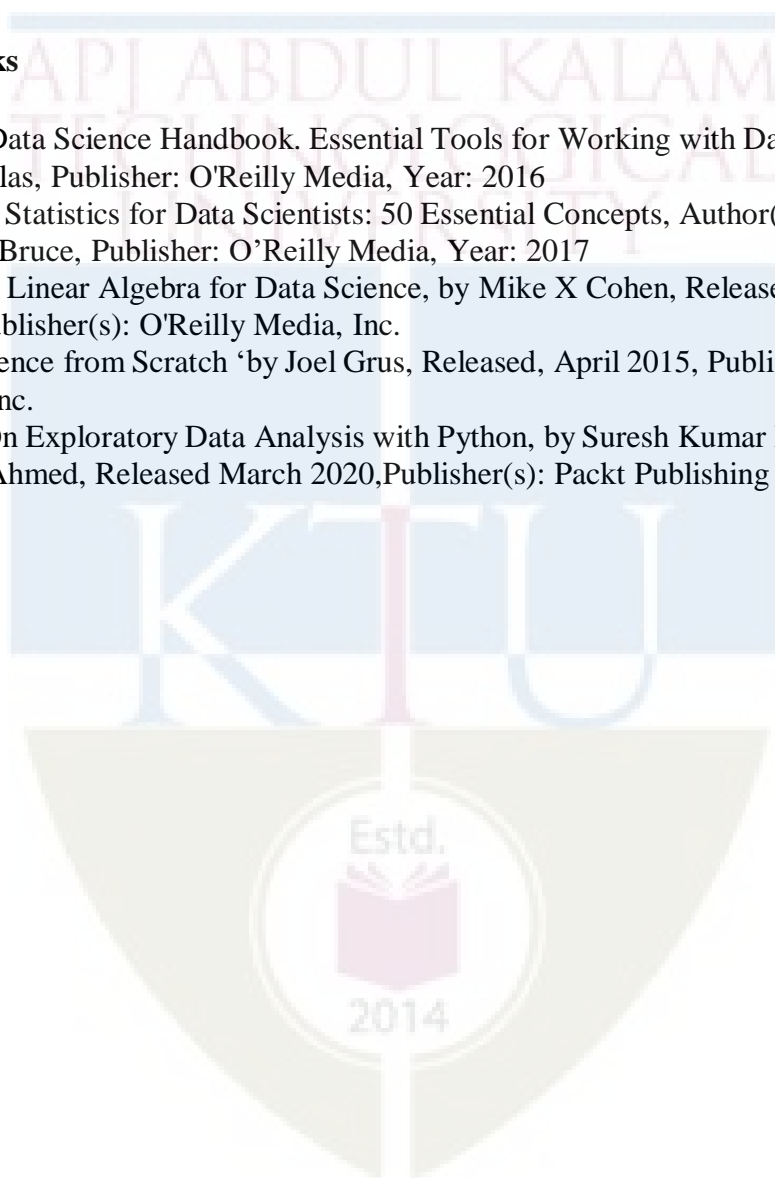 ks
APJ ABDUL KALAM
TECHNOLOGICAL
UNIVERSITY
Data Science Handbook. Essential Tools for Working with Da
las, Publisher: O'Reilly Media, Year: 2016
Statistics for Data Scientists: 50 Essential Concepts, Author(
Bruce, Publisher: O’Reilly Media, Year: 2017
Linear Algebra for Data Science, by Mike X Cohen, Release
blisher(s): O'Reilly Media, Inc.
ence from Scratch ‘by Joel Grus, Released, April 2015, Publi
nc.
On Exploratory Data Analysis with Python, by Suresh Kumar
Ahmed, Released March 2020,Publisher(s): Packt Publishing
KTU
Estd.
2014